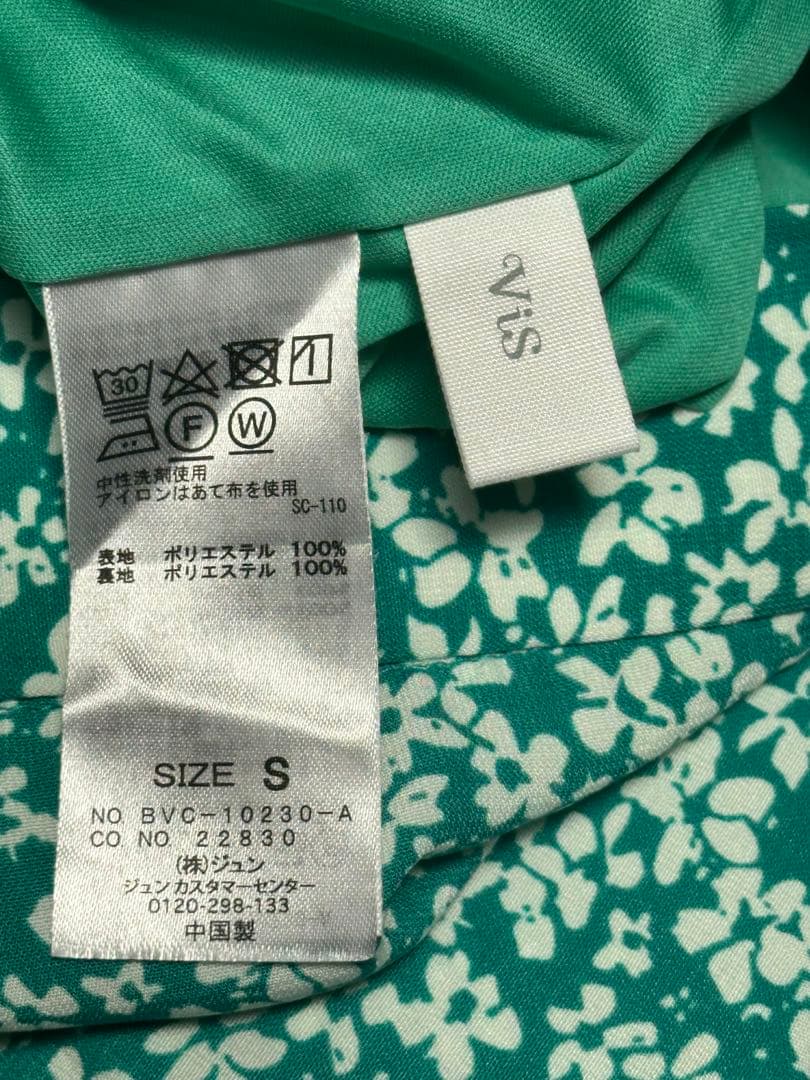 ViS
30
F W
中性洗剤使用
アイロンはあて布を使用
SC-110
表地 ポリエステル 100%
裏地 ポリエステル 100%
SIZE S
NO BVC-10230-A
CO NO 22830
(株)ジュン
ジュンカスタマーセンター
0120-298-133
中国製